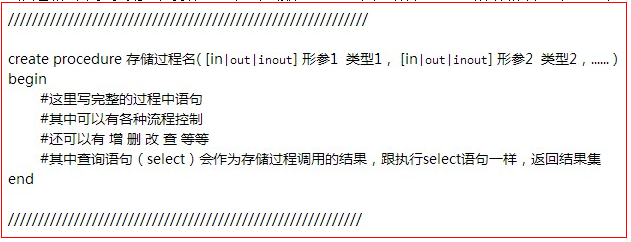 ////////////////////////////////////////////////////////////
create procedure 存储过程名( [in|out|inout] 形参1 类型1， [in|out|inout] 形参2 类型2，...... )
begin
#这里写完整的过程中语句
#其中可以有各种流程控制
#还可以有 增 删 改 查 等等
#其中查询语句（select）会作为存储过程调用的结果，跟执行select语句一样，返回结果集
end
///////////////////////////////////////////////////////////